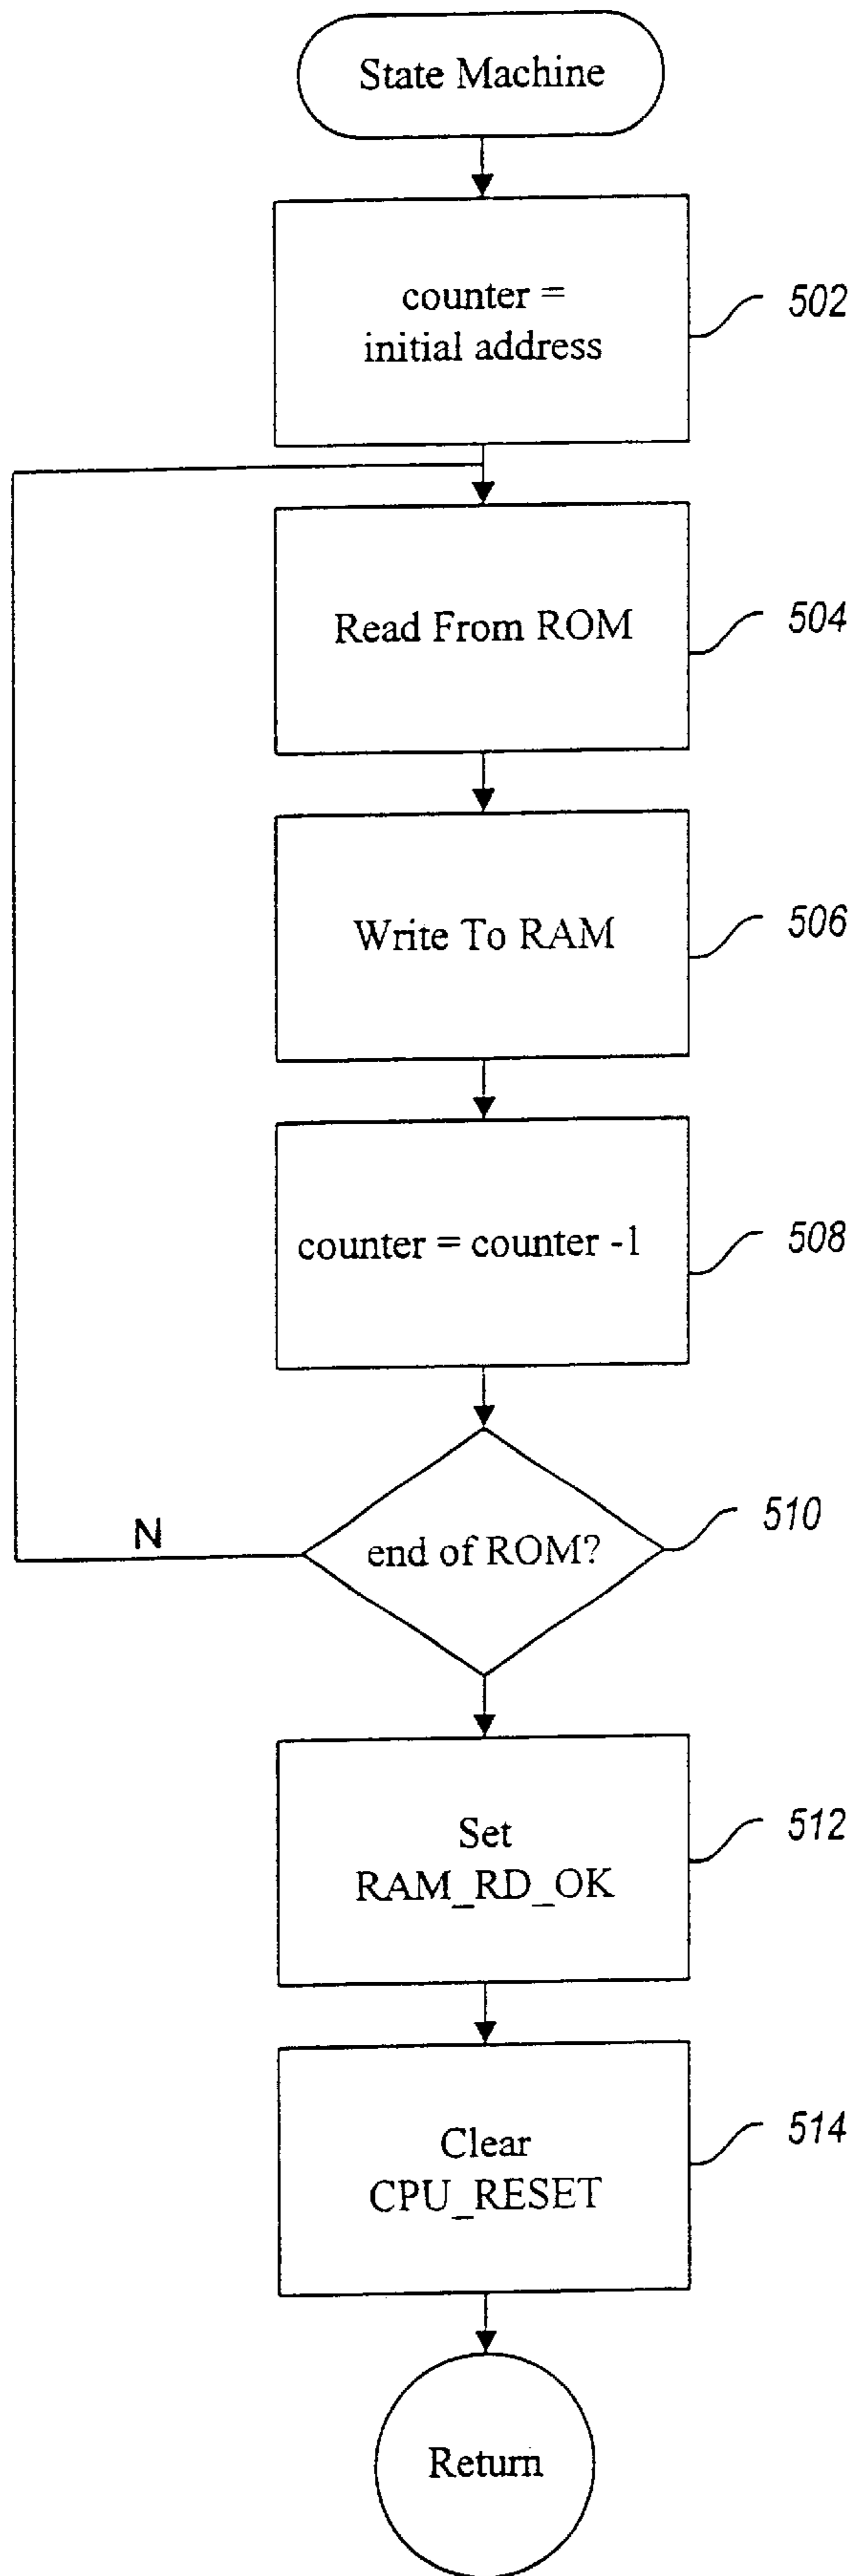 State Machine
counter =
initial address
502
Read From ROM
504
Write To RAM
506
counter = counter -1
508
N
end of ROM?
510
Set
RAM_RD_OK
512
Clear
CPU_RESET
514
Return